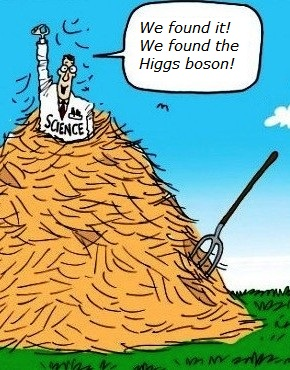 We found it!
We found the
Higgs boson!
SCIENCE